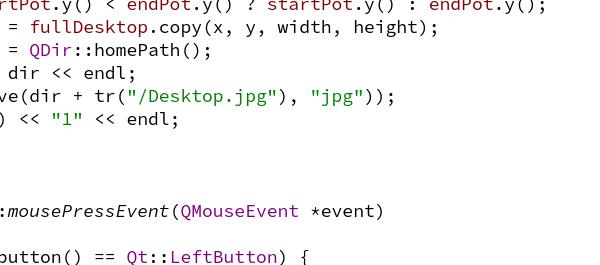 rtPot.y() < endPot.y() ? startPot.y() : endPot.y();
= fullDesktop.copy(x, y, width, height);
= QDir::homePath();
dir << endl;
ve(dir + tr("/Desktop.jpg"), "jpg"));
) << "1" << endl;
:mousePressEvent(QMouseEvent *event)
button() == Qt::LeftButton) {